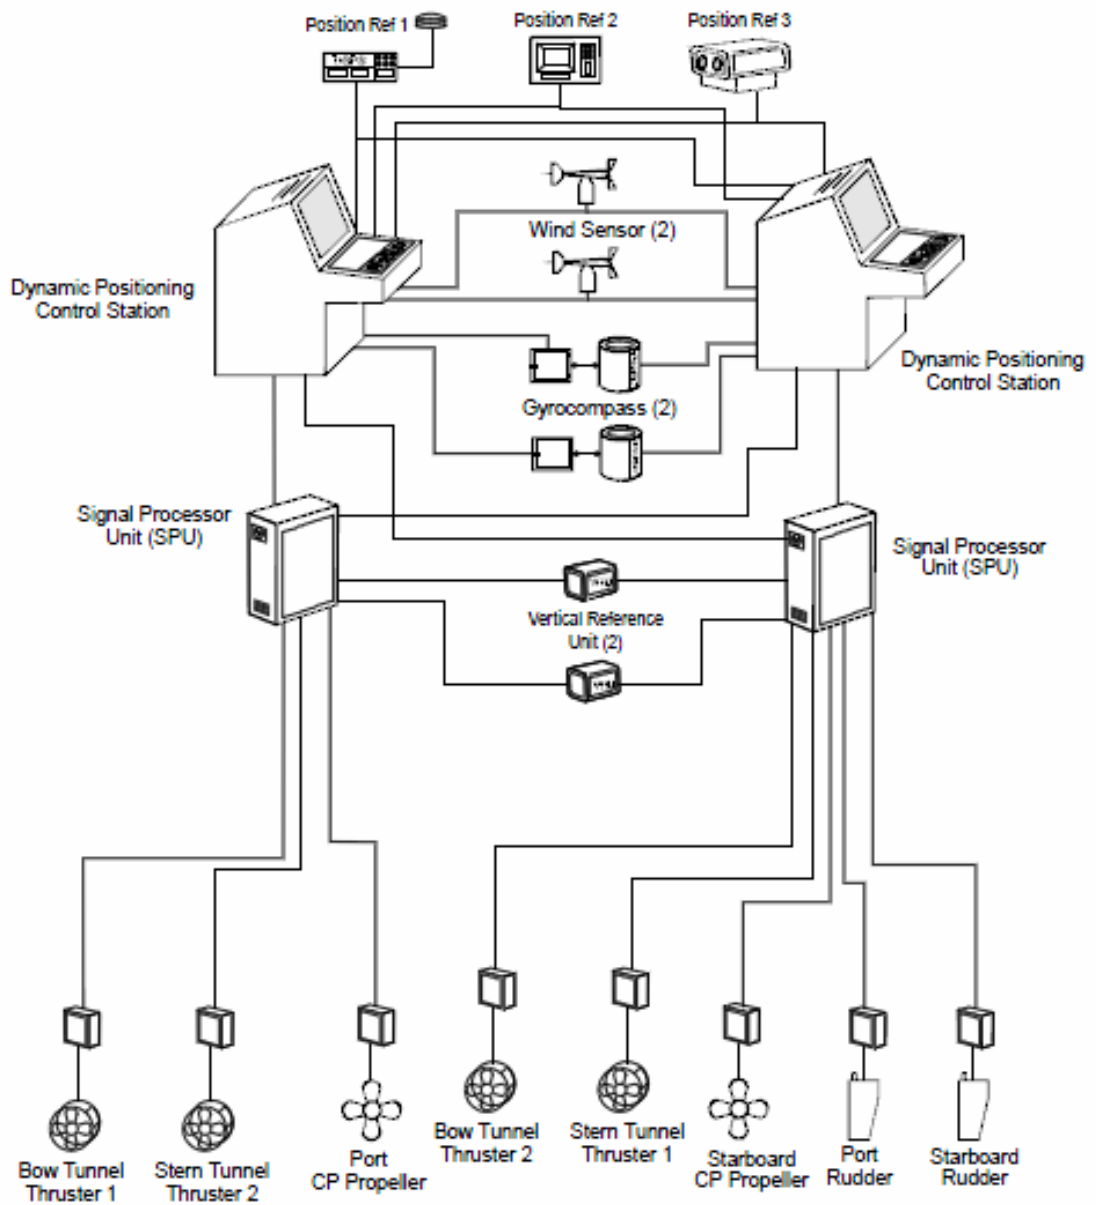 Position Ref 1
Position Ref 2
Position Ref 3
Wind Sensor (2)
Dynamic Positioning
Control Station
Dynamic Positioning
Control Station
Gyrocompass (2)
Signal Processor
Unit (SPU)
Signal Processor
Unit (SPU)
Vertical Reference
Unit (2)
Bow Tunnel
Thruster 1
Stern Tunnel
Thruster 2
Port
CP Propeller
Bow Tunnel
Thruster 2
Stern Tunnel
Thruster 1
Starboard
CP Propeller
Port
Rudder
Starboard
Rudder